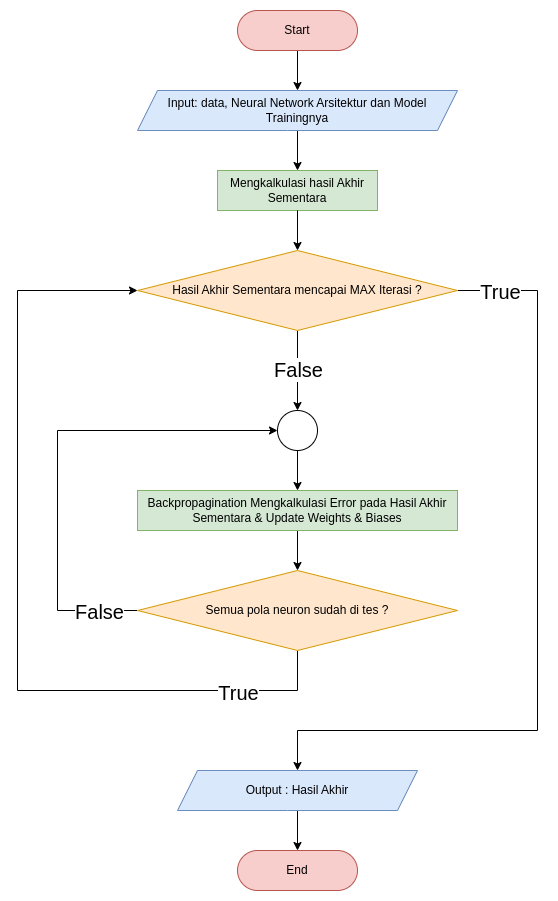 Start
Input: data, Neural Network Arsitektur dan Model
Trainingnya
Mengkalkulasi hasil Akhir
Sementara
Hasil Akhir Sementara mencapai MAX Iterasi ?
True
False
Backpropagination Mengkalkulasi Error pada Hasil Akhir
Sementara & Update Weights & Biases
Semua pola neuron sudah di tes ?
False
True
Output : Hasil Akhir
End